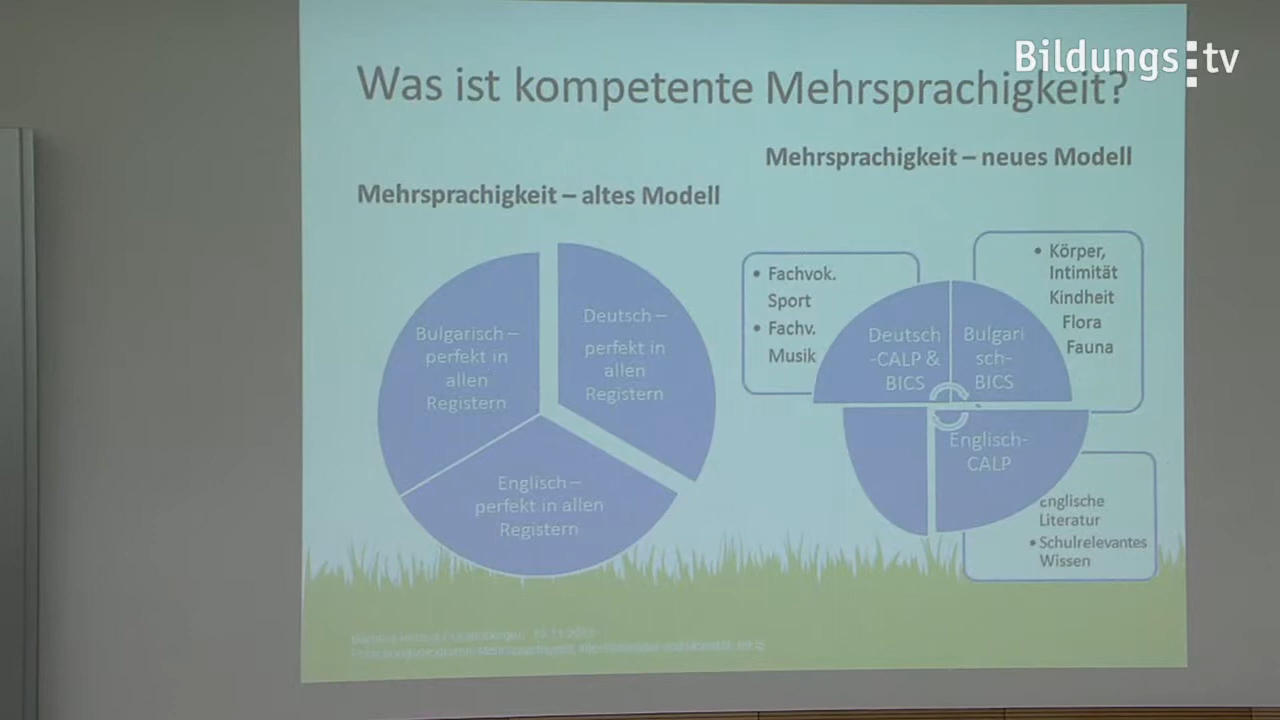 Bildungs:tv
Was ist kompetente Mehrsprachigkeit?
Mehrsprachigkeit – altes Modell
Bulgarisch –
perfekt in
allen
Registern
Deutsch –
perfekt in
allen
Registern
Englisch –
perfekt in allen
Registern
Mehrsprachigkeit – neues Modell
• Fachvok.
Sport
• Fachv.
Musik
Deutsch
-CALP &
BICS
Bulgari
sch-
BICS
• Körper,
Intimität
Kindheit
Flora
Fauna
Englisch-
CALP
Englische
Literatur
• Schulrelevantes
Wissen